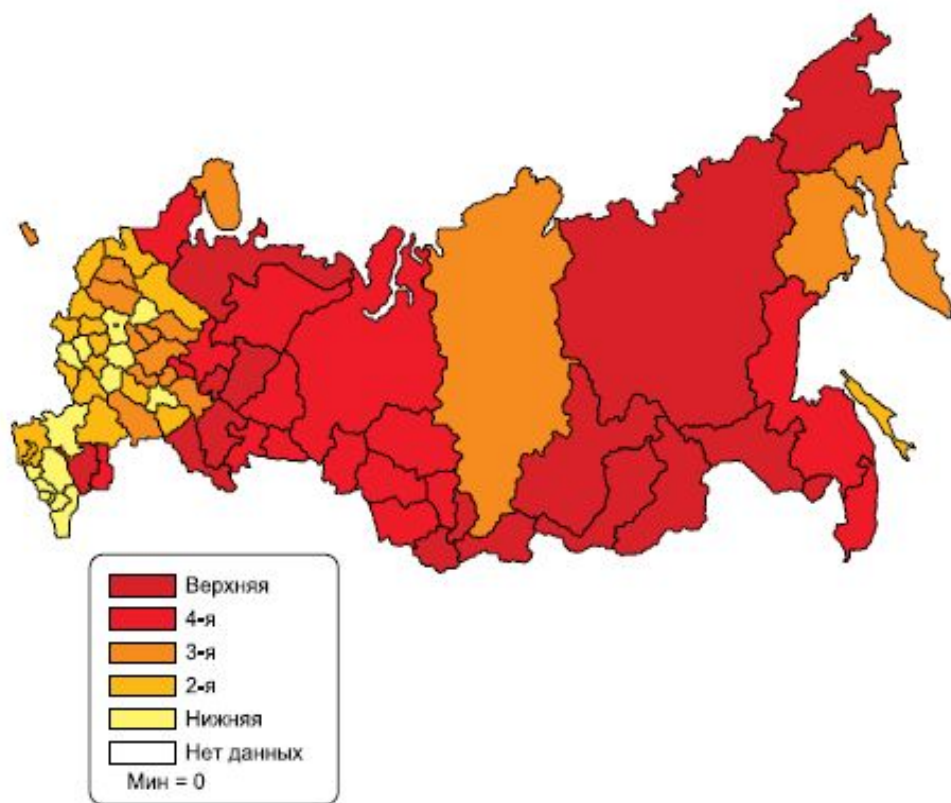 Верхняя
4-я
3-я
2-я
Нижняя
Нет данных
Мин = 0